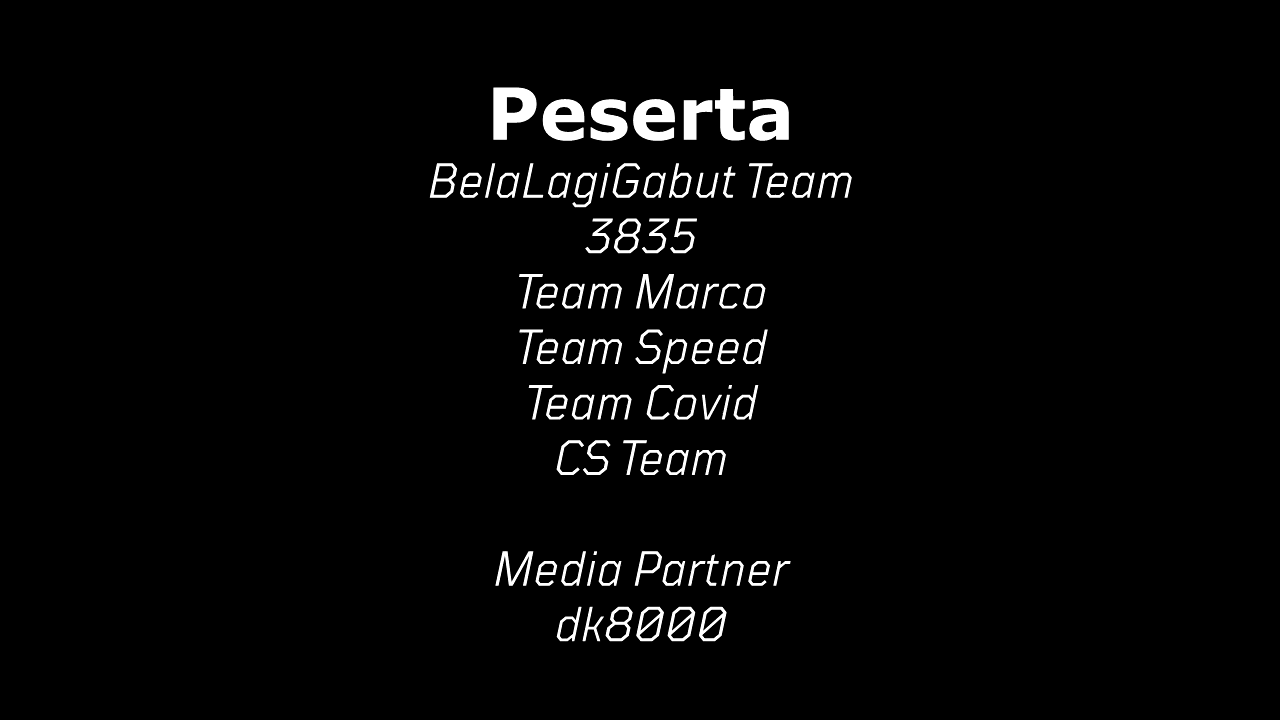 Peserta
BelaLagiGabut Team
3835
Team Marco
Team Speed
Team Covid
CS Team
Media Partner
dk8000